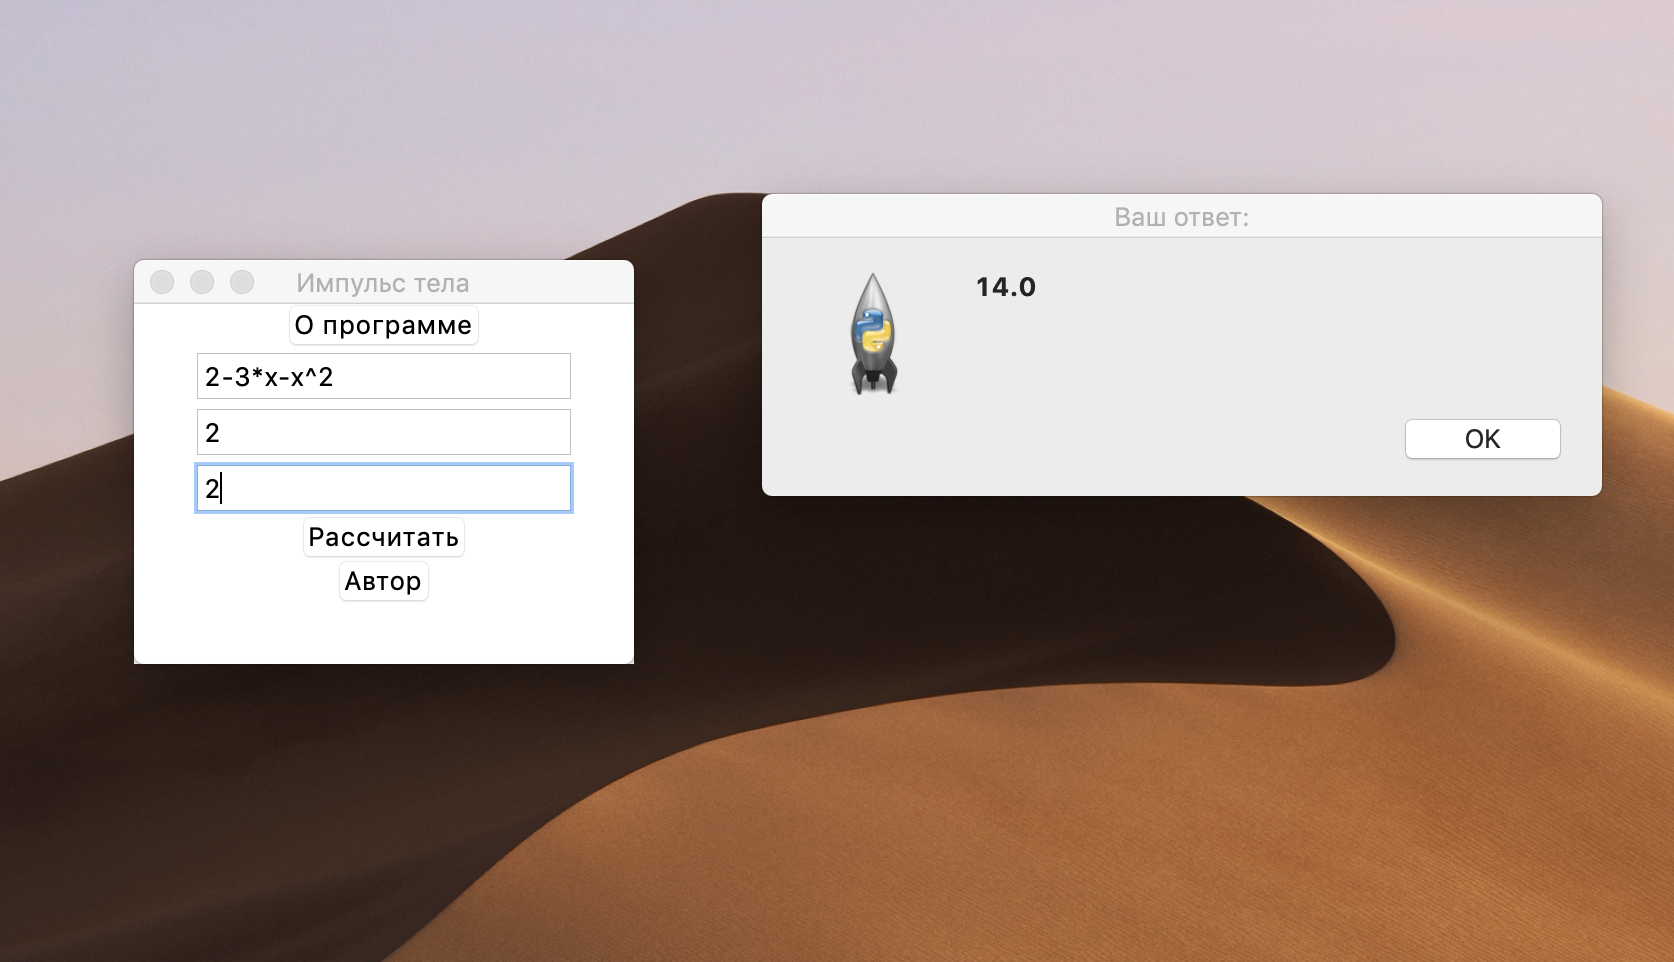 Импульс тела
О программе
2-3*x-x^2
2
2
Рассчитать
Автор
Ваш ответ:
14.0
OK